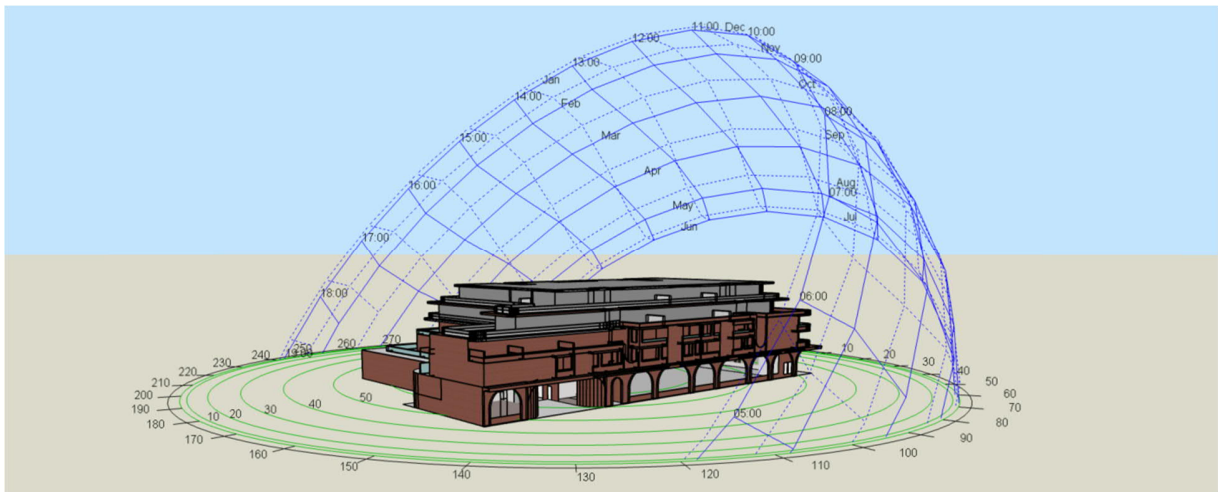 11:00 Dec 10:00
12:00 Nov
13:00 09:00
Jan Oct
14:00 Feb
08:00
15:00 Mar Sep
16:00 Apr Aug
07:00
May Jul
Jun
17:00
18:00 06:00
230 240 250 260 270 10 20 30 40
19:00
220 50
210 60
200 70
190
180 10 20 30 40 50 05:00 80
170 90
160 100
150 110
140 130 120